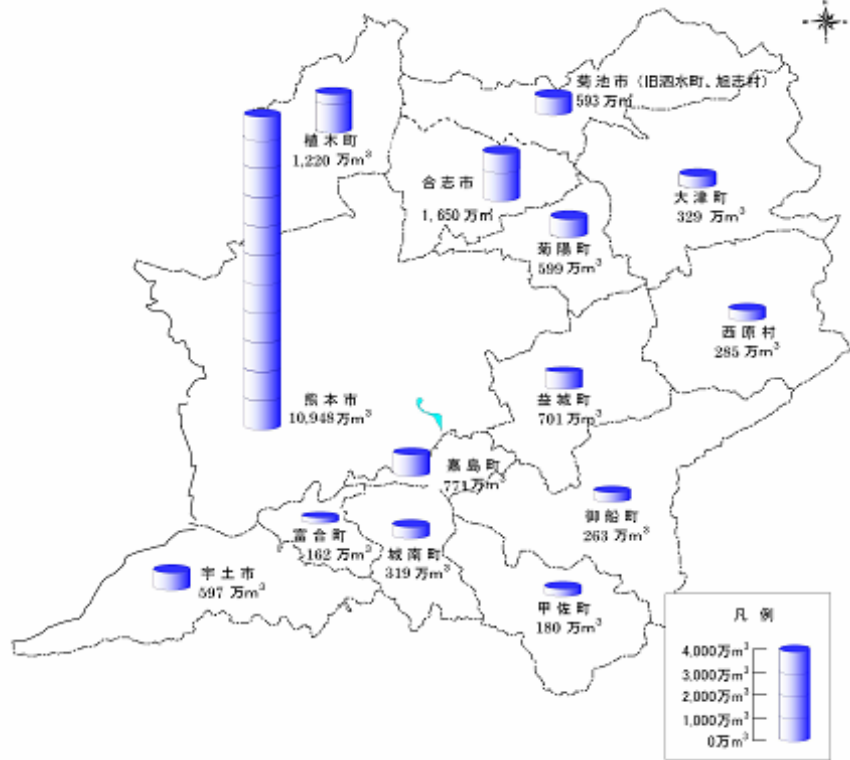 菊池市（旧泗水町、旭志村）
593 万㎥
植木町
1,220 万m³
合志市
1,650 万㎥
大津町
329 万m³
菊陽町
599 万m³
西原村
285 万m³
益城町
701 万m³
熊本市
10,948 万m³
嘉島町
771 万m³
御船町
263 万m³
富合町
162 万m³
城南町
319 万m³
宇土市
597 万m³
甲佐町
180 万m³
凡 例
4,000万m³
3,000万m³
2,000万m³
1,000万m³
0万m³